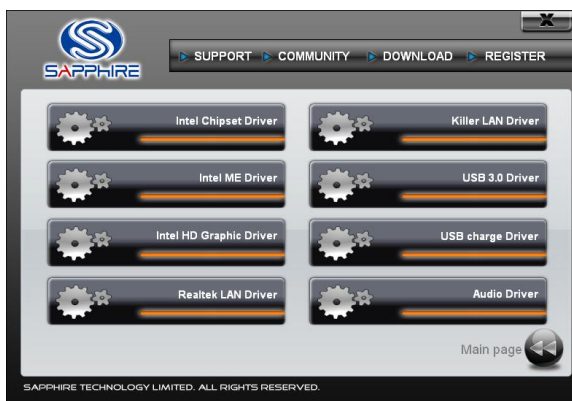 X
SAPPHIRE
SUPPORT COMMUNITY DOWNLOAD REGISTER
Intel Chipset Driver
Killer LAN Driver
Intel ME Driver
USB 3.0 Driver
Intel HD Graphic Driver
USB charge Driver
Realtek LAN Driver
Audio Driver
Main page
SAPPHIRE TECHNOLOGY LIMITED. ALL RIGHTS RESERVED.